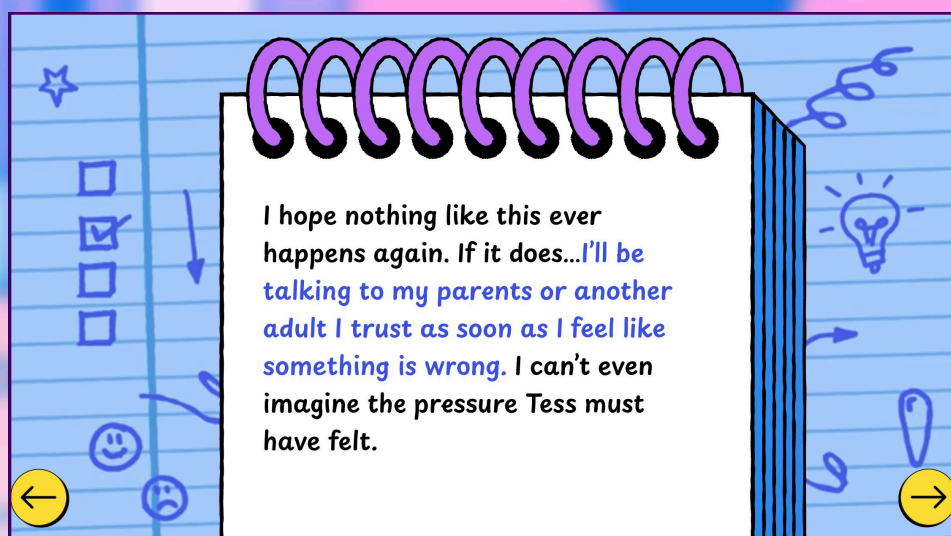 I hope nothing like this ever
happens again. If it does...I'll be
talking to my parents or another
adult I trust as soon as I feel like
something is wrong. I can't even
imagine the pressure Tess must
have felt.